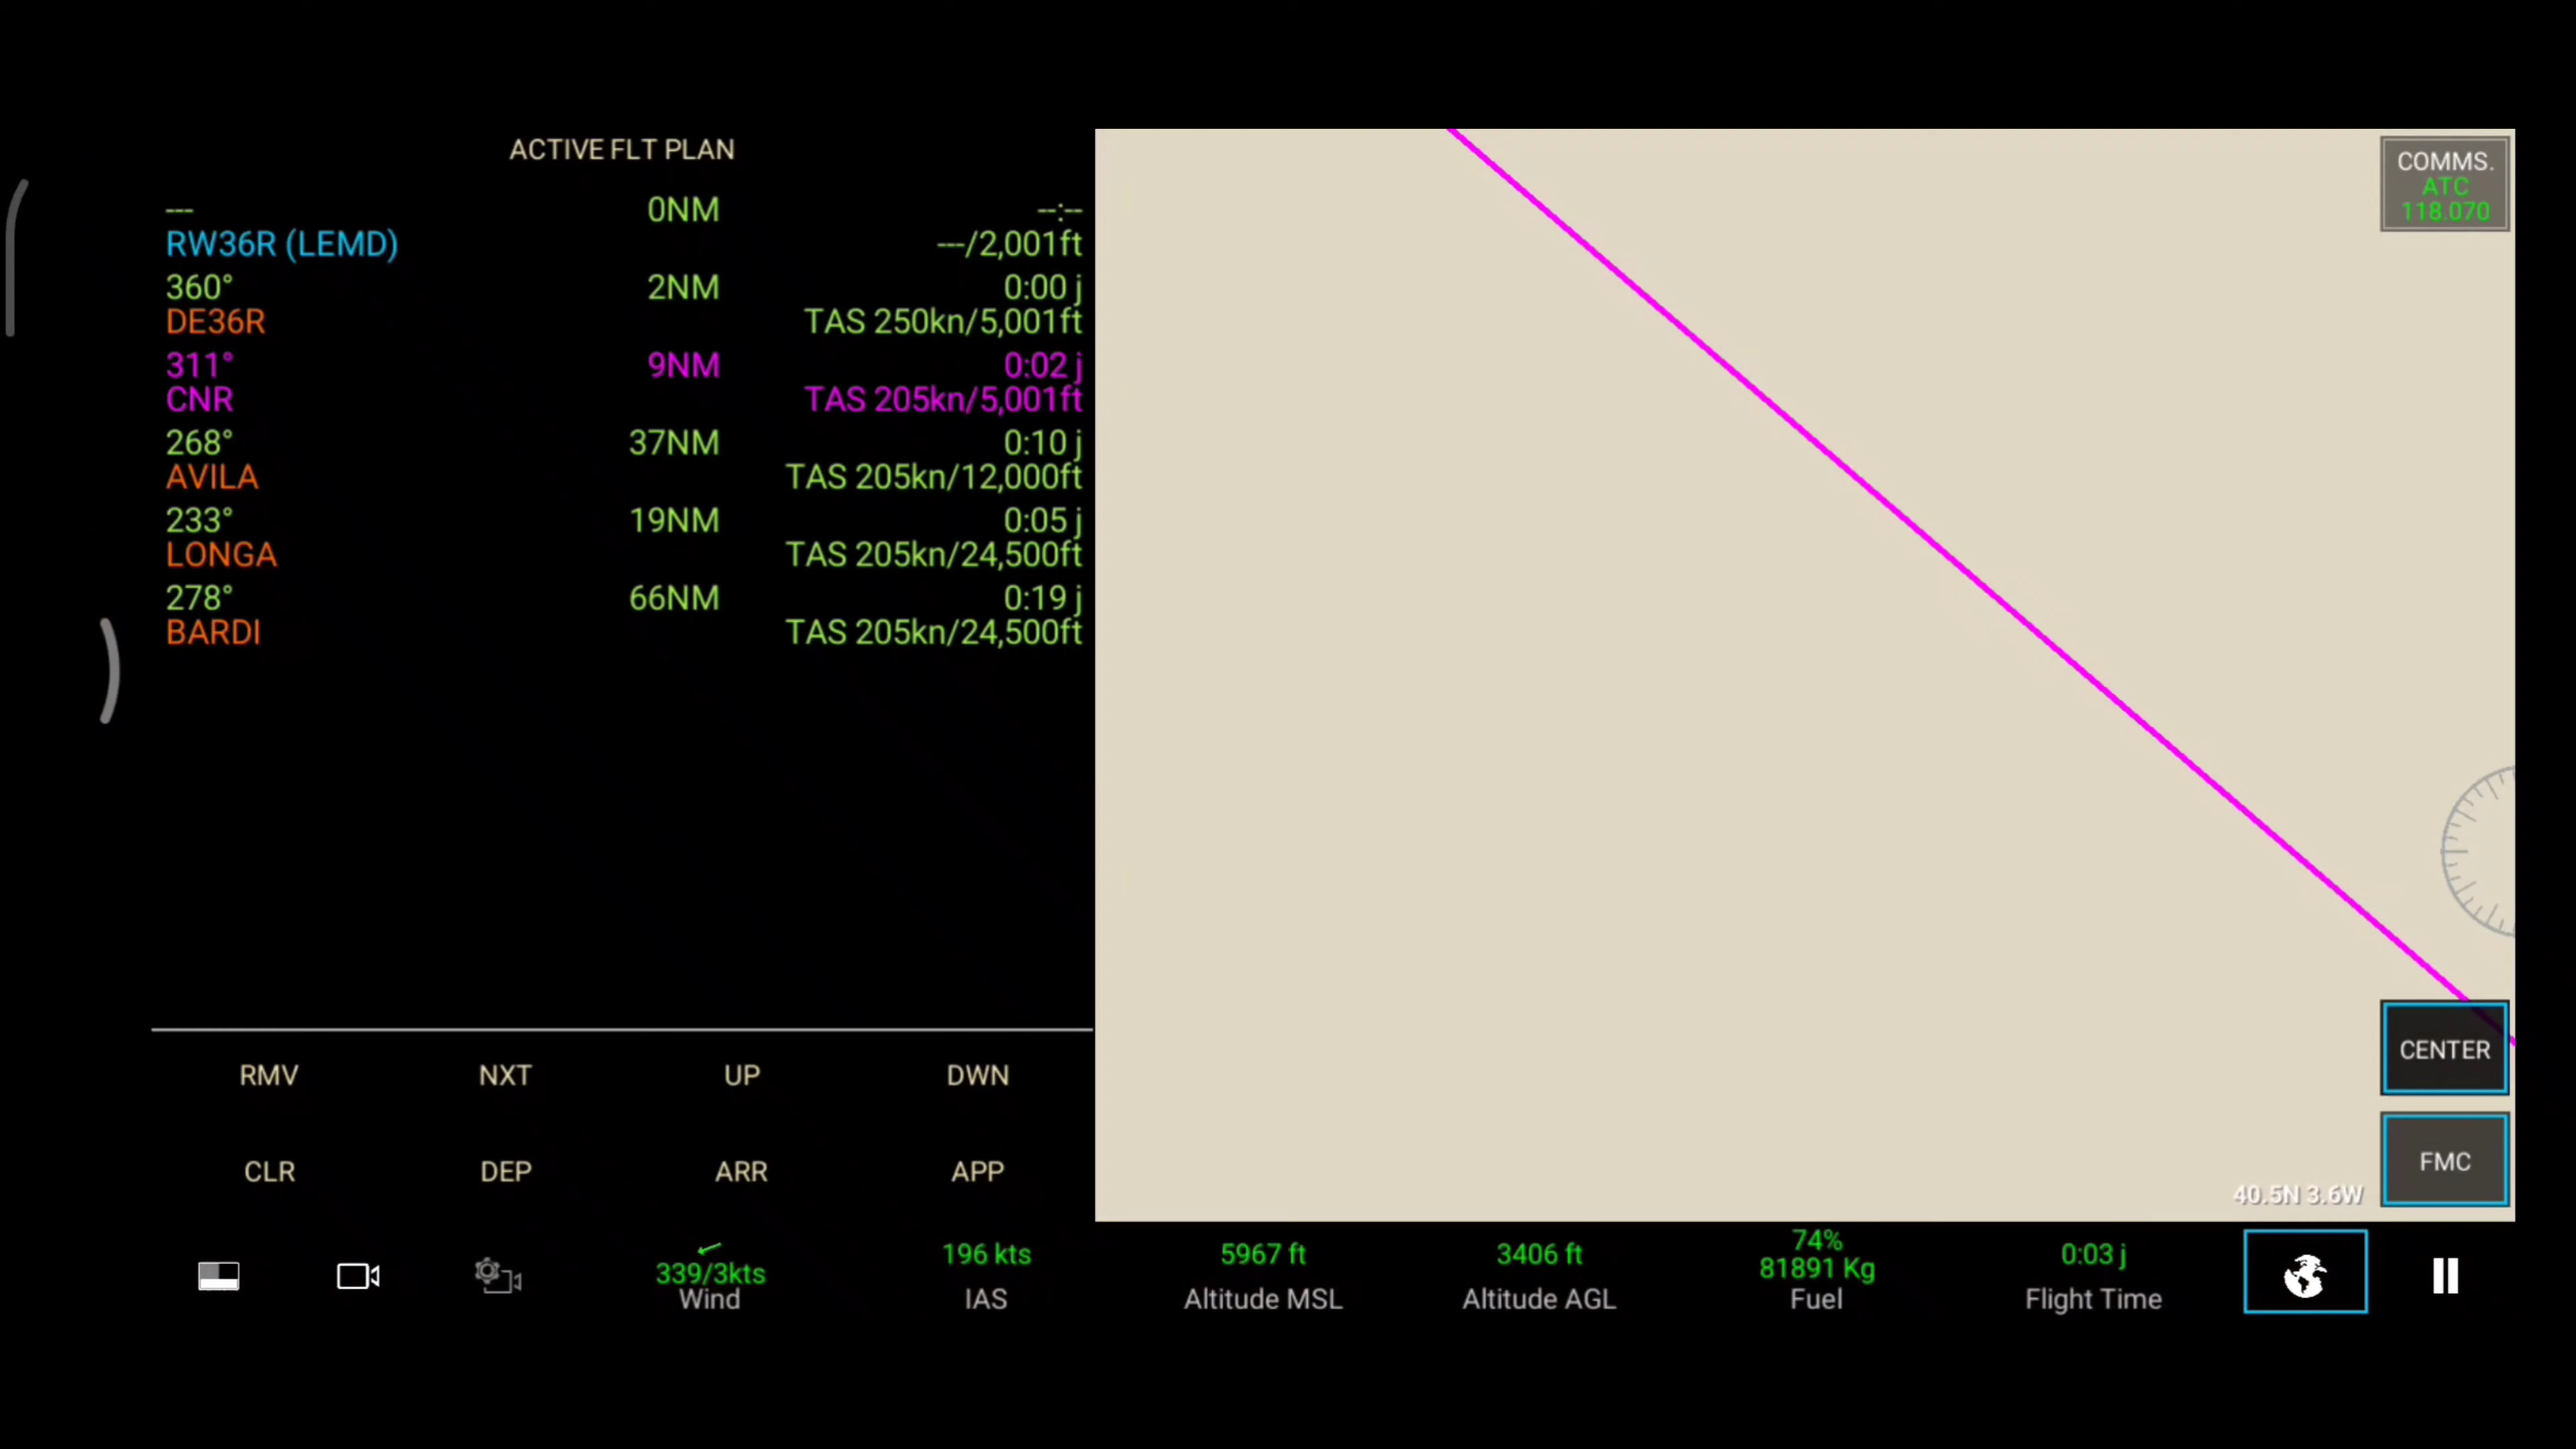 ACTIVE FLT PLAN
--- 0NM --:--
RW36R (LEMD) ---/2,001ft
360° 2NM 0:00 j
DE36R TAS 250kn/5,001ft
311° 9NM 0:02 j
CNR TAS 205kn/5,001ft
268° 37NM 0:10 j
AVILA TAS 205kn/12,000ft
233° 19NM 0:05 j
LONGA TAS 205kn/24,500ft
278° 66NM 0:19 j
BARDI TAS 205kn/24,500ft
RMV NXT UP DWN
CLR DEP ARR APP
COMMS.
ATC
118.070
CENTER
FMC
40.5N 3.6W
339/3kts
Wind
196 kts
IAS
5967 ft
Altitude MSL
3406 ft
Altitude AGL
74%
81891 Kg
Fuel
0:03 j
Flight Time